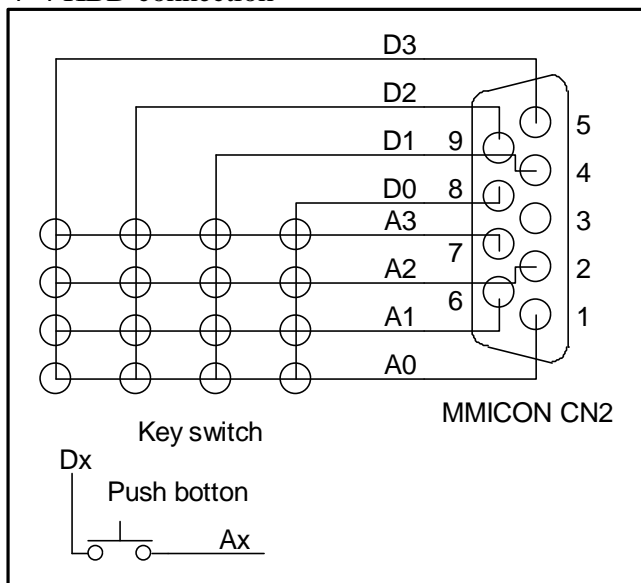 connection
D3
D2
5
D1 9
4
D0 8
3
A3
7
A2 2
6
A1 1
A0
MMICON CN2
Key switch
Dx
Push botton
Ax